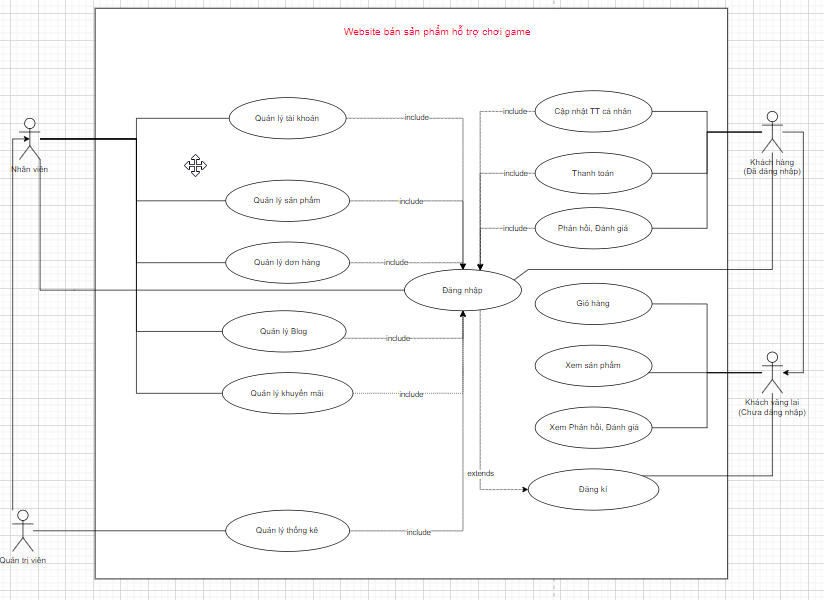 Website bán sản phẩm hỗ trợ chơi game
Quản lý tài khoản
include
include
Cập nhật TT cá nhân
Nhân viên
Khách hàng
(Đã đăng nhập)
include
Thanh toán
Quản lý sản phẩm
include
include
Phản hồi, Đánh giá
Quản lý đơn hàng
include
Đăng nhập
Giỏ hàng
Quản lý Blog
include
Xem sản phẩm
Quản lý khuyến mãi
include
Khách vãng lai
(Chưa đăng nhập)
Xem Phản hồi, Đánh giá
extends
Đăng kí
Quản lý thống kê
include
Quản trị viên